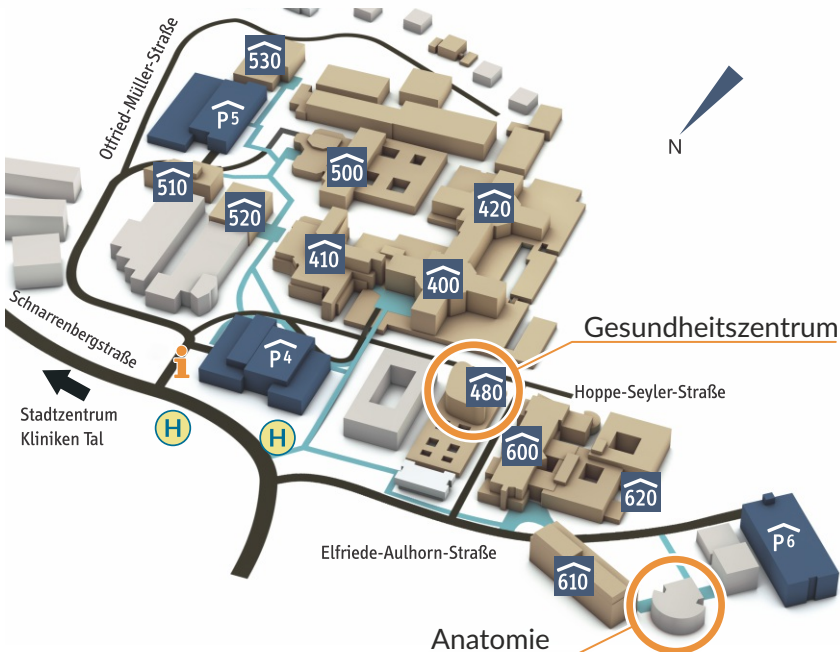 Otfried-Müller-Straße
530
P5
510
500
520
420
410
400
N
Schnarrenbergstraße
P4
i
Gesundheitszentrum
480
Hoppe-Seyler-Straße
Stadtzentrum
Kliniken Tal
H
H
600
620
Elfriede-Aulhorn-Straße
P6
610
Anatomie